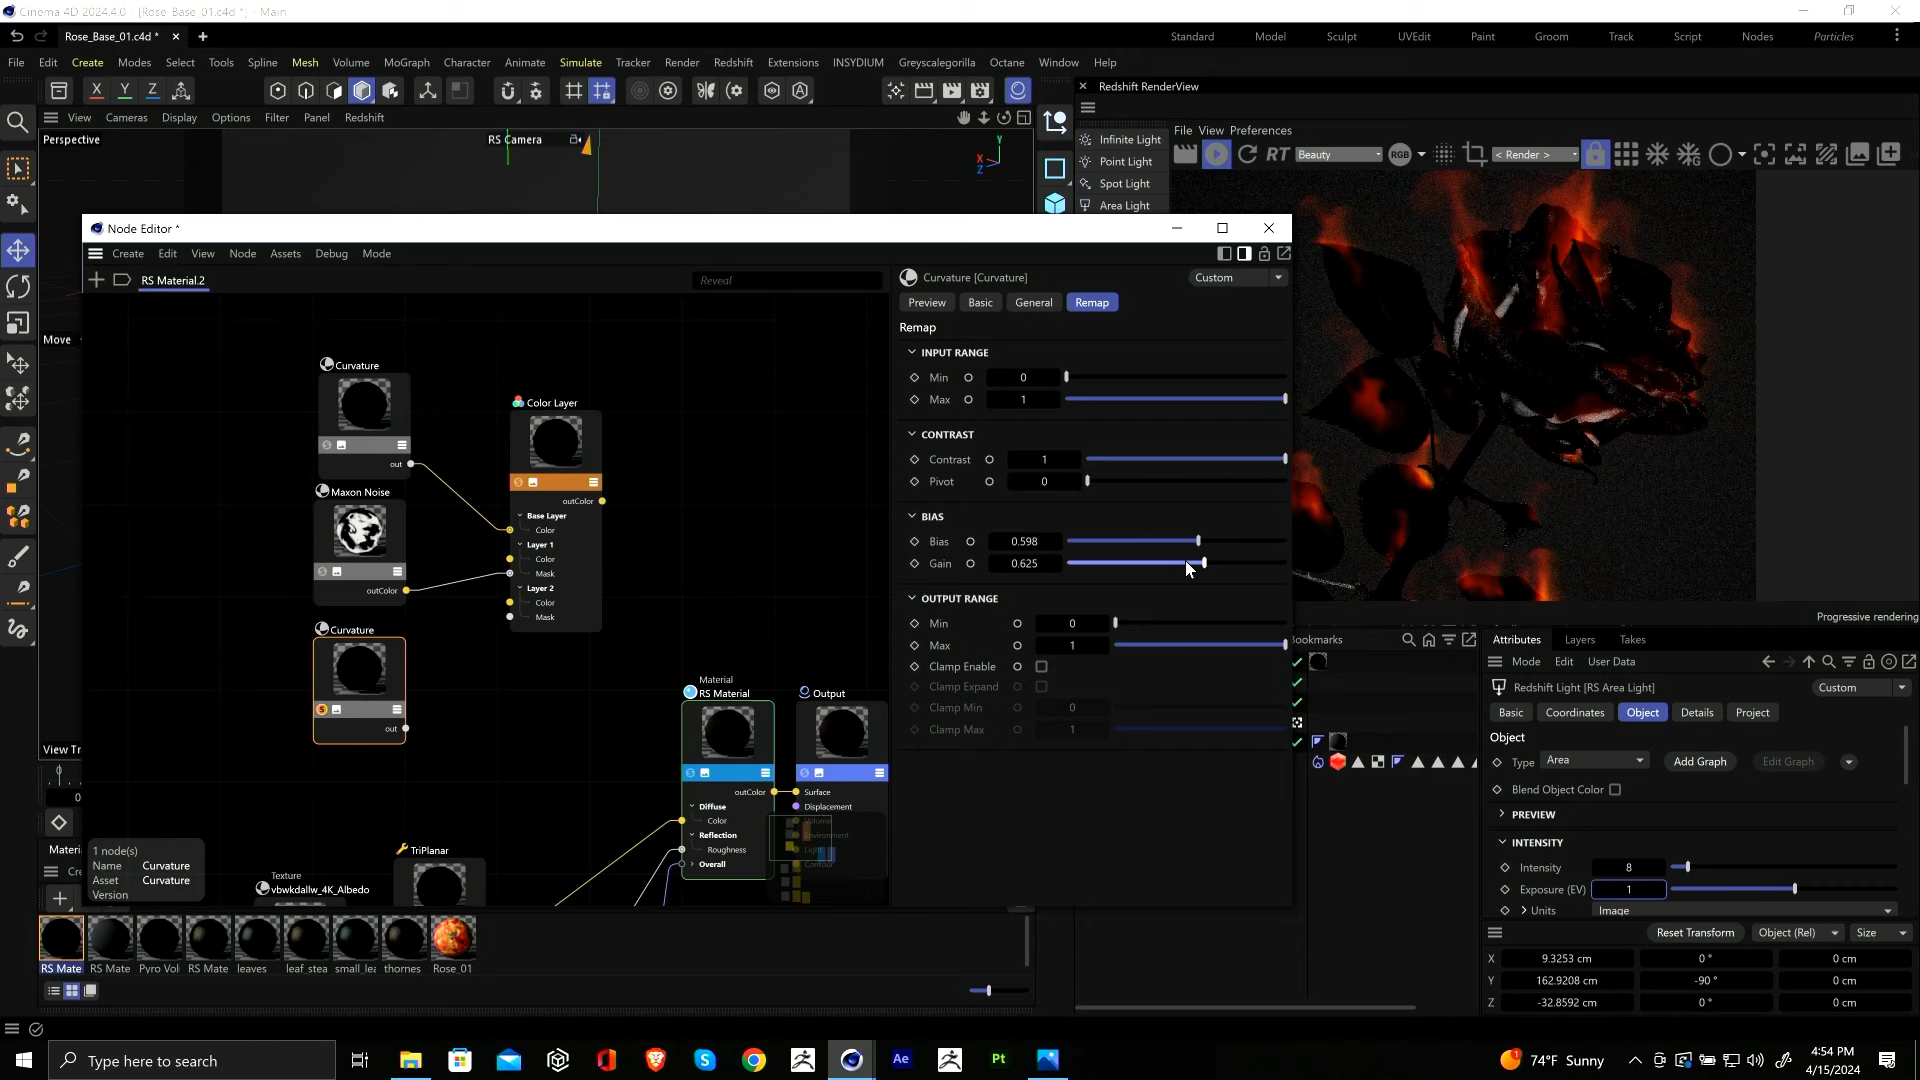 Cinema 4D 2024.4.0 - [Rose_Base_01.c4d *] - Main
Rose_Base_01.c4d *
Standard Model Sculpt UVEdit Paint Groom Track Script Nodes Particles
File Edit Create Modes Select Tools Spline Mesh Volume MoGraph Character Animate Simulate Tracker Render Redshift Extensions INSYDIUM Greyscalegorilla Octane Window Help
X Y Z
Redshift RenderView
View Cameras Display Options Filter Panel Redshift
Perspective
RS Camera
Y
X
Z
Infinite Light
Point Light
Spot Light
Area Light
File View Preferences
RT Beauty RGB < Render >
Node Editor *
Create Edit View Node Assets Debug Mode
RS Material.2
Reveal
Move
View Tr
0
Curvature
out
Maxon Noise
outColor
Curvature
S
out
Color Layer
S
outColor
Base Layer
Color
Layer 1
Color
Mask
Layer 2
Color
Mask
Material
RS Material
outColor
Diffuse
Color
Reflection
Roughness
Overall
Output
Surface
Displacement
Volume
Environment
Light
Contour
TriPlanar
Texture
vbwkdallw_4K_Albedo
1 node(s)
Name Curvature
Asset Curvature
Version
Curvature [Curvature]
Custom
Preview Basic General Remap
Remap
INPUT RANGE
Min 0
Max 1
CONTRAST
Contrast 1
Pivot 0
BIAS
Bias 0.598
Gain 0.625
OUTPUT RANGE
Min 0
Max 1
Clamp Enable
Clamp Expand
Clamp Min 0
Clamp Max 1
Progressive rendering
Bookmarks
Attributes Layers Takes
Mode Edit User Data
Redshift Light [RS Area Light]
Custom
Basic Coordinates Object Details Project
Object
Type Area Add Graph Edit Graph
Blend Object Color
PREVIEW
INTENSITY
Intensity 8
Exposure (EV) 1
Units Image
Reset Transform Object (Rel) Size
X 9.3253 cm 0 ° 0 cm
Y 162.9208 cm -90 ° 0 cm
Z -32.8592 cm 0 ° 0 cm
Materi
Cre
RS Mate RS Mate Pyro Vol RS Mate leaves leaf_stea small_lea thornes Rose_01
Type here to search
Ae
Pt
1
74°F Sunny
4:54 PM
4/15/2024